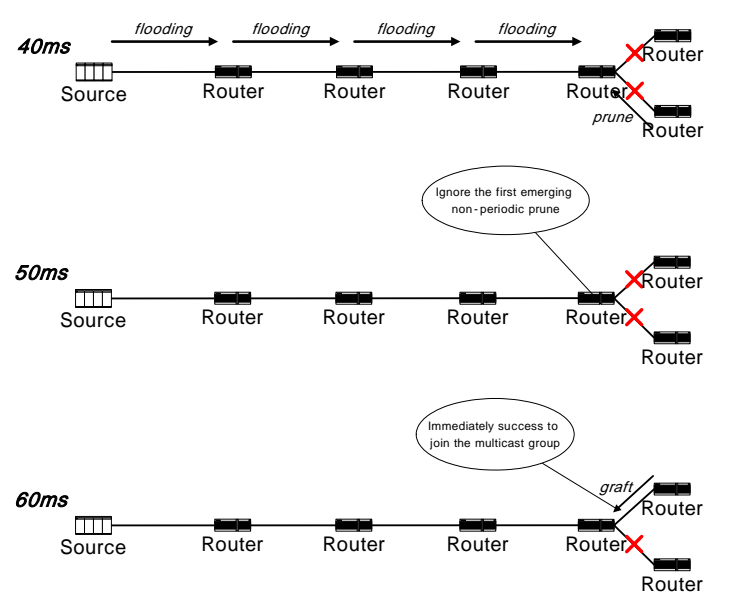 flooding flooding flooding flooding
40ms
Router
Source Router Router Router Router
prune
Router
Ignore the first emerging
non-periodic prune
50ms
Router
Source Router Router Router Router
Router
Immediately success to
join the multicast group
graft
60ms
Router
Source Router Router Router Router
Router